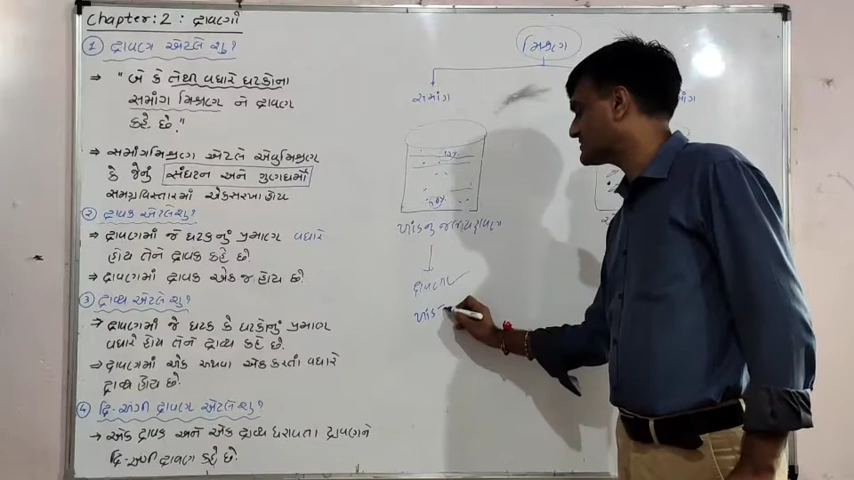 Chapter:2 : દ્રાવણો
① દ્રાવણ એટલે શું?
⇒ "બે કે તેથી વધારે ઘટકોના
સમાંગ મિશ્રણ ને દ્રાવણ
કહે છે."
⇒ સમાંગમિશ્રણ એટલે એવુંમિશ્રણ
કે જેનું સંઘટન અને ગુણધર્મો
સમગ્રવિસ્તારમાં એકસરખાહોય
② દ્રાવક એટલેશું?
⇒ દ્રાવણમાં જે ઘટકનું પ્રમાણ વધારે
હોય તેને દ્રાવક કહે છે.
⇒ દ્રાવણમાં દ્રાવક એક જ હોય છે.
③ દ્રાવ્ય એટલે શું?
→ દ્રાવણમાં જે ઘટક કે ઘટકોનું પ્રમાણ
વધારે હોય તેને દ્રાવ્ય કહે છે.
⇒ દ્રાવણમાં એક અથવા એક કરતાં વધારે
દ્રાવ્ય હોય છે.
④ દ્વિ-અંગી દ્રાવણ એટલે શું?
→ એક દ્રાવક અને એક દ્રાવ્ય ધરાવતા દ્રાવણને
દ્વિ-અંગી દ્રાવણ કહે છે.
મિશ્રણ
સમાંગ
ખાંડનું જલીયદ્રાવણ
દ્રાવણ
ખાંડ